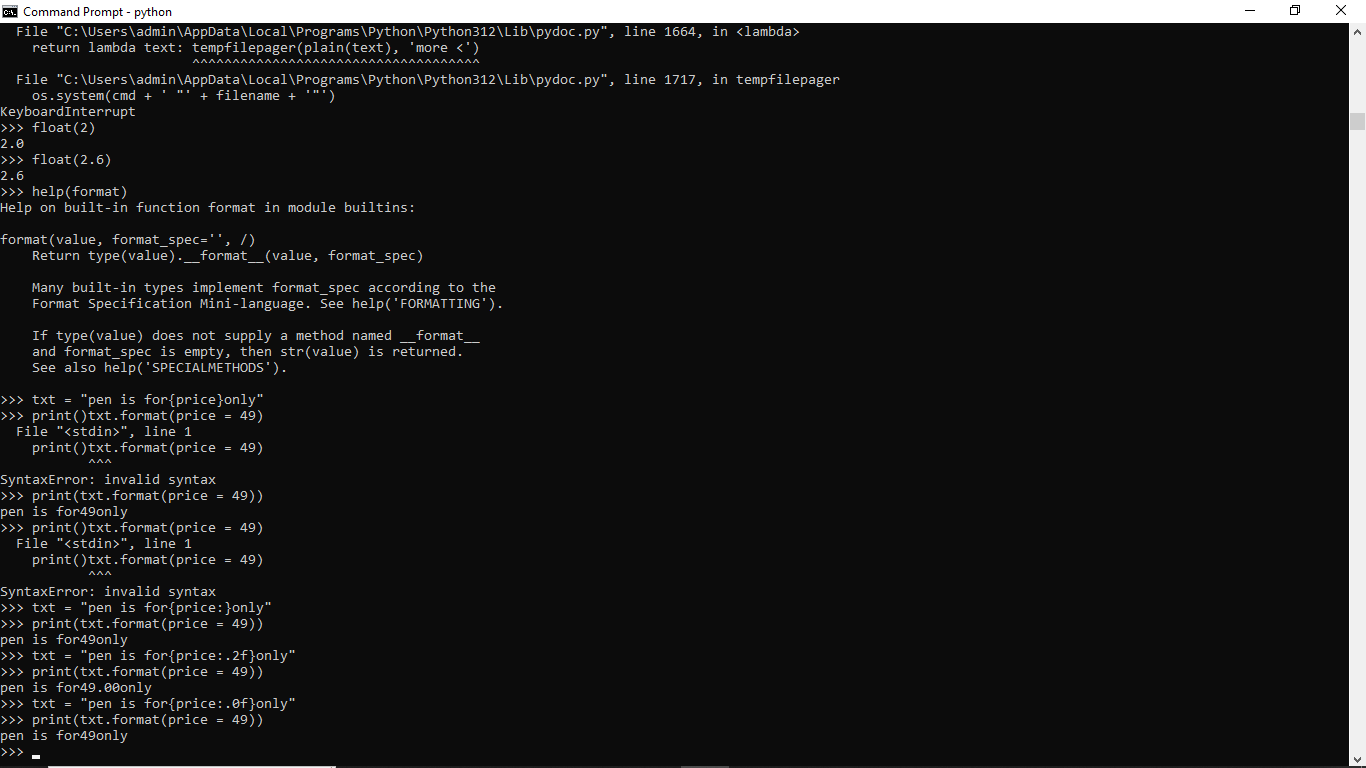 Command Prompt - python
  File "C:\Users\admin\AppData\Local\Programs\Python\Python312\Lib\pydoc.py", line 1664, in <lambda>
    return lambda text: tempfilepager(plain(text), 'more <')
                        ^^^^^^^^^^^^^^^^^^^^^^^^^^^^^^^^^^^^
  File "C:\Users\admin\AppData\Local\Programs\Python\Python312\Lib\pydoc.py", line 1717, in tempfilepager
    os.system(cmd + ' "' + filename + '"')
KeyboardInterrupt
>>> float(2)
2.0
>>> float(2.6)
2.6
>>> help(format)
Help on built-in function format in module builtins:

format(value, format_spec='', /)
    Return type(value).__format__(value, format_spec)

    Many built-in types implement format_spec according to the
    Format Specification Mini-language. See help('FORMATTING').

    If type(value) does not supply a method named __format__
    and format_spec is empty, then str(value) is returned.
    See also help('SPECIALMETHODS').

>>> txt = "pen is for{price}only"
>>> print()txt.format(price = 49)
  File "<stdin>", line 1
    print()txt.format(price = 49)
           ^^^
SyntaxError: invalid syntax
>>> print(txt.format(price = 49))
pen is for49only
>>> print()txt.format(price = 49)
  File "<stdin>", line 1
    print()txt.format(price = 49)
           ^^^
SyntaxError: invalid syntax
>>> txt = "pen is for{price:}only"
>>> print(txt.format(price = 49))
pen is for49only
>>> txt = "pen is for{price:.2f}only"
>>> print(txt.format(price = 49))
pen is for49.00only
>>> txt = "pen is for{price:.0f}only"
>>> print(txt.format(price = 49))
pen is for49only
>>>